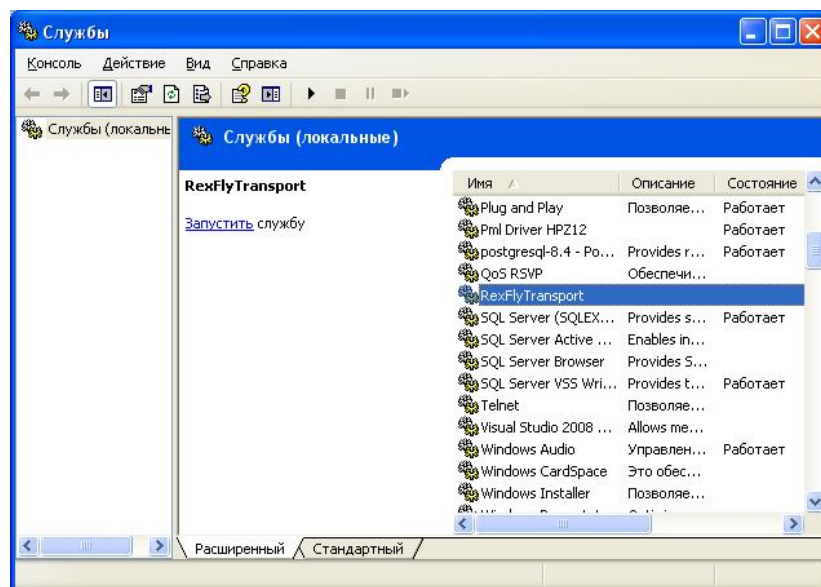 Службы
Консоль Действие Вид Справка
Службы (локальнь
Службы (локальные)
RexFlyTransport
Запустить службу
Имя Описание Состояние
Plug and Play Позволяе... Работает
Pml Driver HPZ12 Работает
postgresql-8.4 - Po... Provides r... Работает
QoS RSVP Обеспечи...
RexFlyTransport
SQL Server (SQLEX... Provides s... Работает
SQL Server Active ... Enables in...
SQL Server Browser Provides S...
SQL Server VSS Wri... Provides t... Работает
Telnet Позволяе...
Visual Studio 2008 ... Allows me...
Windows Audio Управлен... Работает
Windows CardSpace Это обес...
Windows Installer Позволяе...
Расширенный Стандартный